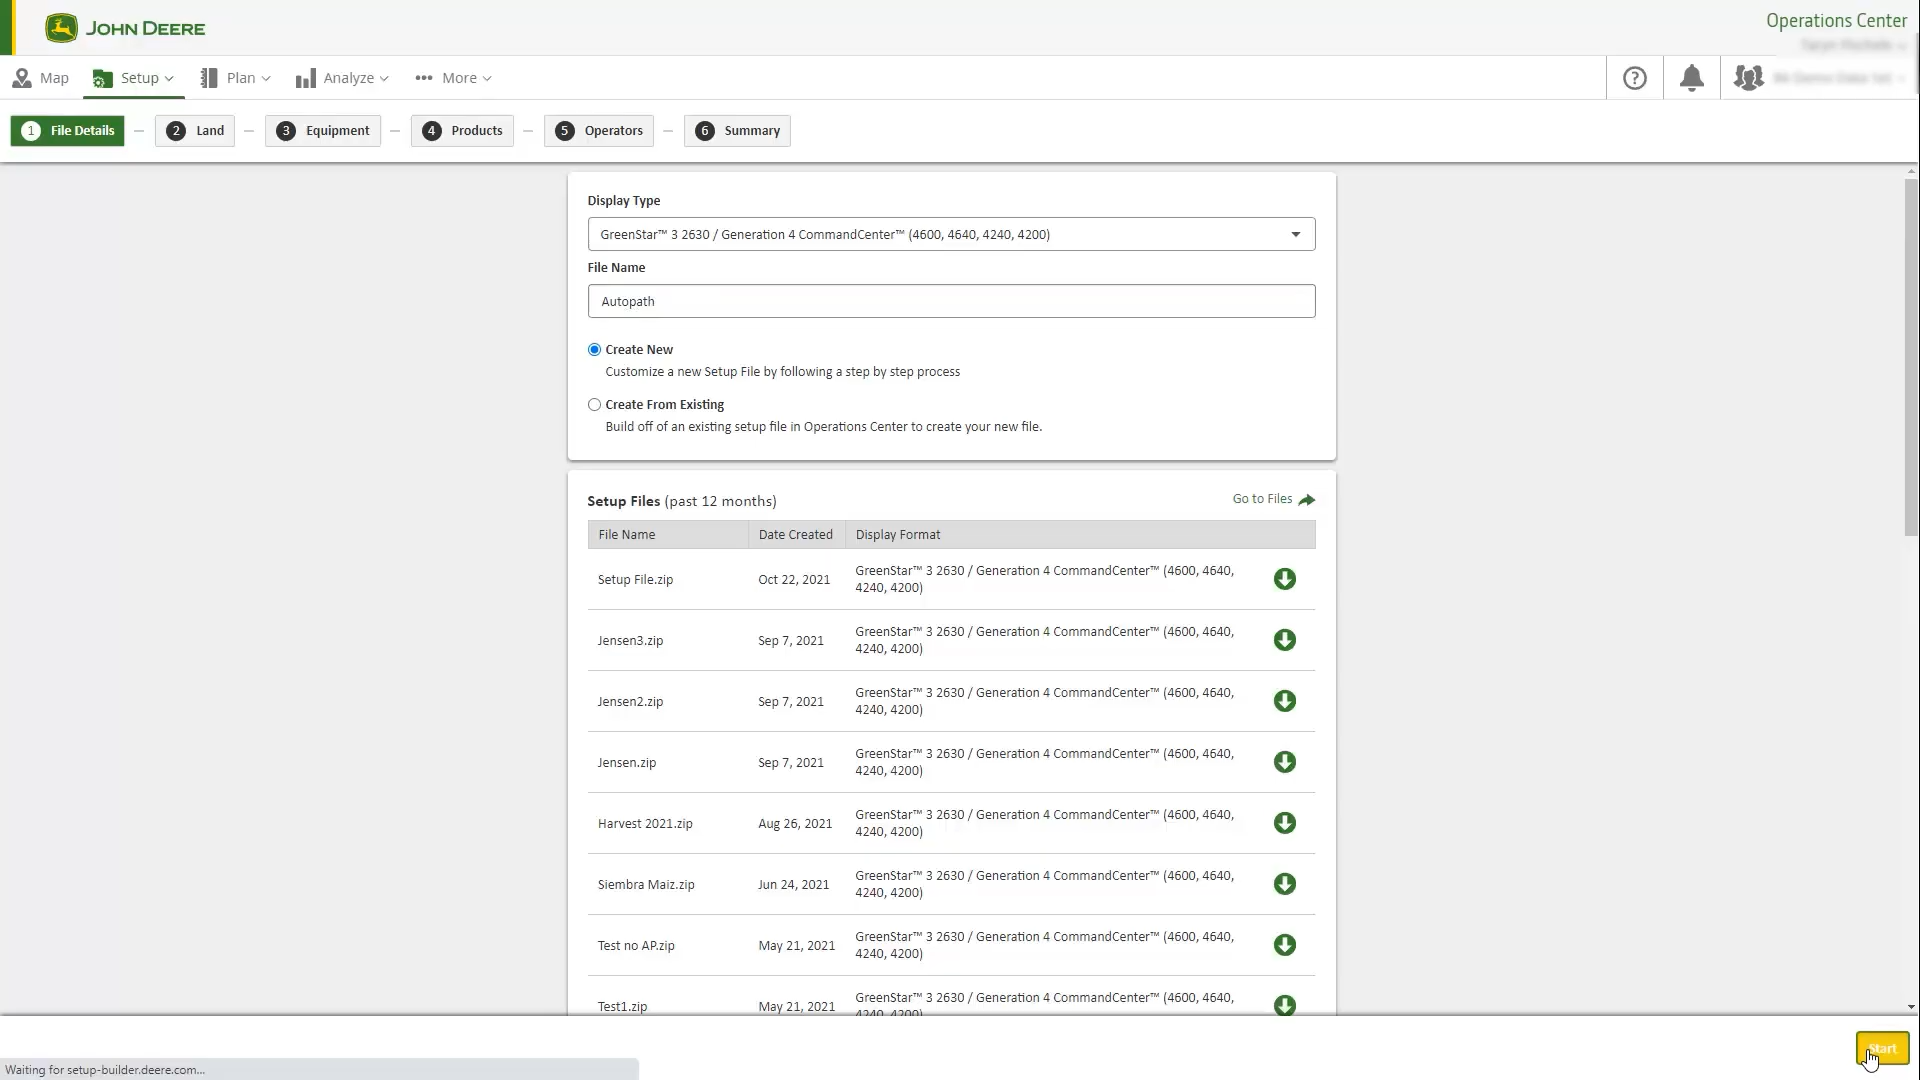 JOHN DEERE
Operations Center
Map
Setup
Plan
Analyze
More
1 File Details
2 Land
3 Equipment
4 Products
5 Operators
6 Summary
Display Type
GreenStar™ 3 2630 / Generation 4 CommandCenter™ (4600, 4640, 4240, 4200)
File Name
Autopath
Create New
Customize a new Setup File by following a step by step process
Create From Existing
Build off of an existing setup file in Operations Center to create your new file.
Setup Files (past 12 months)
Go to Files
File Name Date Created Display Format
Setup File.zip Oct 22, 2021 GreenStar™ 3 2630 / Generation 4 CommandCenter™ (4600, 4640,
4240, 4200)
Jensen3.zip Sep 7, 2021 GreenStar™ 3 2630 / Generation 4 CommandCenter™ (4600, 4640,
4240, 4200)
Jensen2.zip Sep 7, 2021 GreenStar™ 3 2630 / Generation 4 CommandCenter™ (4600, 4640,
4240, 4200)
Jensen.zip Sep 7, 2021 GreenStar™ 3 2630 / Generation 4 CommandCenter™ (4600, 4640,
4240, 4200)
Harvest 2021.zip Aug 26, 2021 GreenStar™ 3 2630 / Generation 4 CommandCenter™ (4600, 4640,
4240, 4200)
Siembra Maiz.zip Jun 24, 2021 GreenStar™ 3 2630 / Generation 4 CommandCenter™ (4600, 4640,
4240, 4200)
Test no AP.zip May 21, 2021 GreenStar™ 3 2630 / Generation 4 CommandCenter™ (4600, 4640,
4240, 4200)
Test1.zip May 21, 2021 GreenStar™ 3 2630 / Generation 4 CommandCenter™ (4600, 4640,
4240, 4200)
Start
Waiting for setup-builder.deere.com...